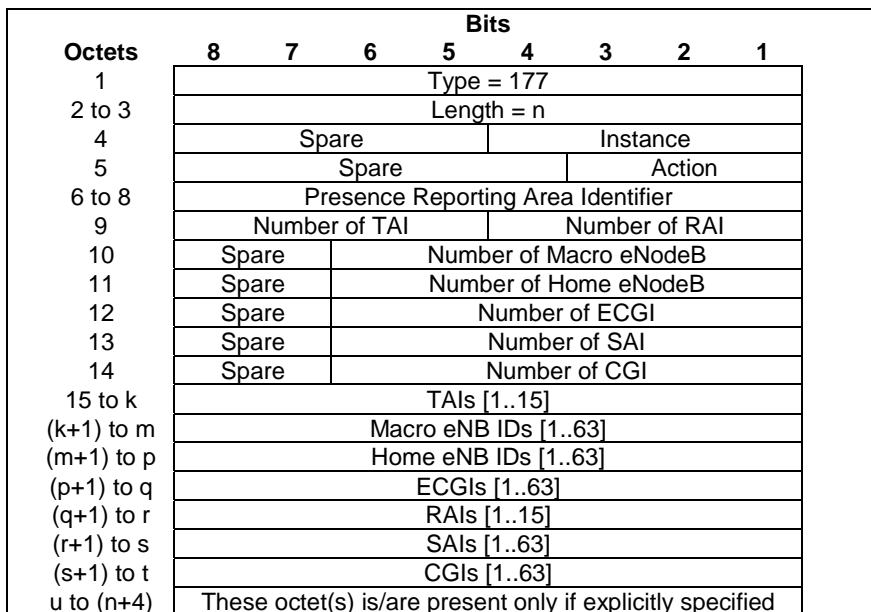 Bits
Octets 8 7 6 5 4 3 2 1
1 Type = 177
2 to 3 Length = n
4 Spare Instance
5 Spare Action
6 to 8 Presence Reporting Area Identifier
9 Number of TAI Number of RAI
10 Spare Number of Macro eNodeB
11 Spare Number of Home eNodeB
12 Spare Number of ECGI
13 Spare Number of SAI
14 Spare Number of CGI
15 to k TAIs [1..15]
(k+1) to m Macro eNB IDs [1..63]
(m+1) to p Home eNB IDs [1..63]
(p+1) to q ECGIs [1..63]
(q+1) to r RAIs [1..15]
(r+1) to s SAIs [1..63]
(s+1) to t CGIs [1..63]
u to (n+4) These octet(s) is/are present only if explicitly specified